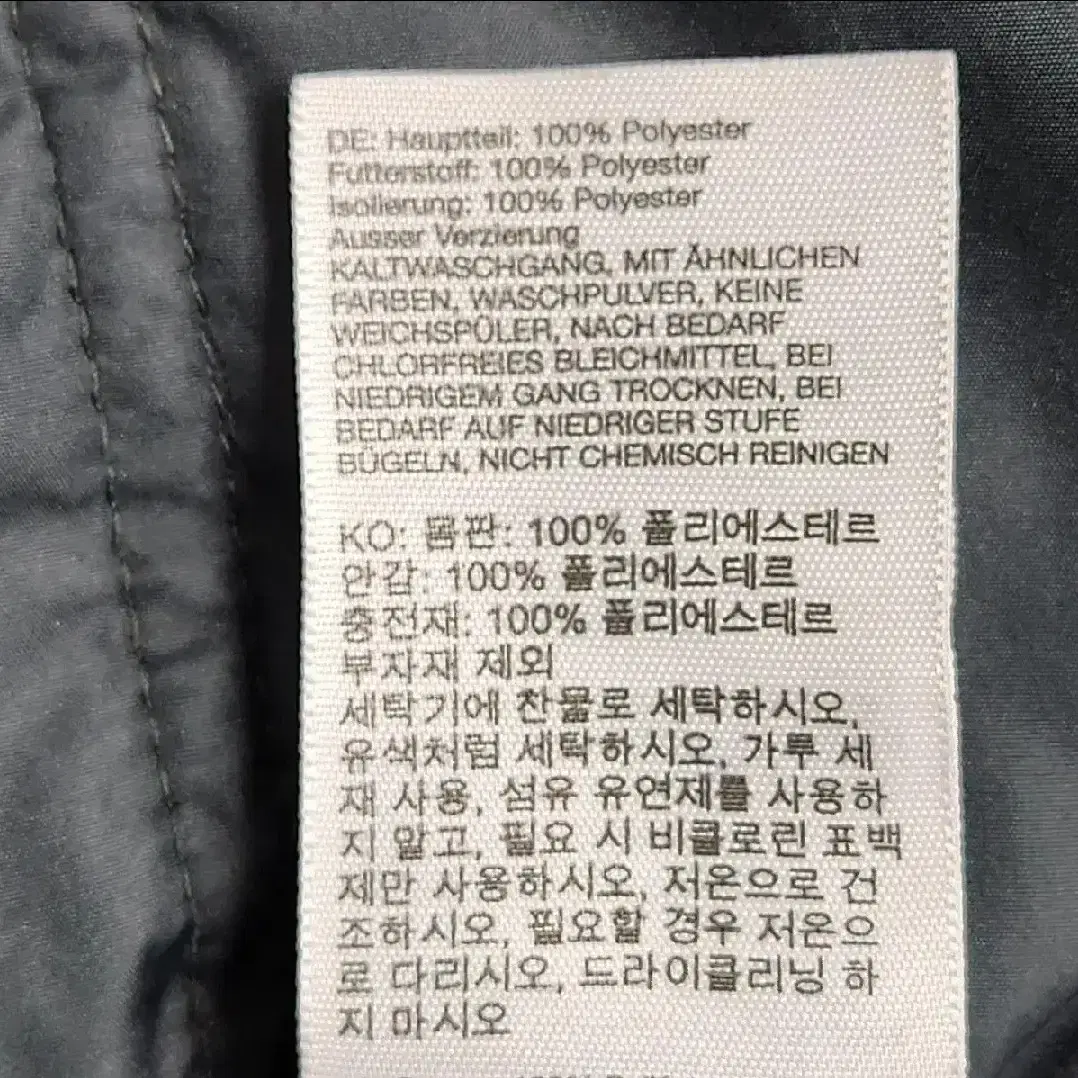 DE: Hauptteil: 100% Polyester
Futterstoff: 100% Polyester
Isolierung: 100% Polyester
Ausser Verzierung
KALTWASCHGANG, MIT ÄHNLICHEN
FARBEN, WASCHPULVER, KEINE
WEICHSPÜLER, NACH BEDARF
CHLORFREIES BLEICHMITTEL, BEI
NIEDRIGEM GANG TROCKNEN, BEI
BEDARF AUF NIEDRIGER STUFE
BÜGELN, NICHT CHEMISCH REINIGEN
KO: 몸판: 100% 폴리에스테르
안감: 100% 폴리에스테르
충전재: 100% 폴리에스테르
부자재 제외
세탁기에 찬물로 세탁하시오,
유색처럼 세탁하시오, 가루 세
재 사용, 섬유 유연제를 사용하
지 말고, 필요 시 비클로린 표백
제만 사용하시오, 저온으로 건
조하시오, 필요할 경우 저온으
로 다리시오, 드라이클리닝 하
지 마시오